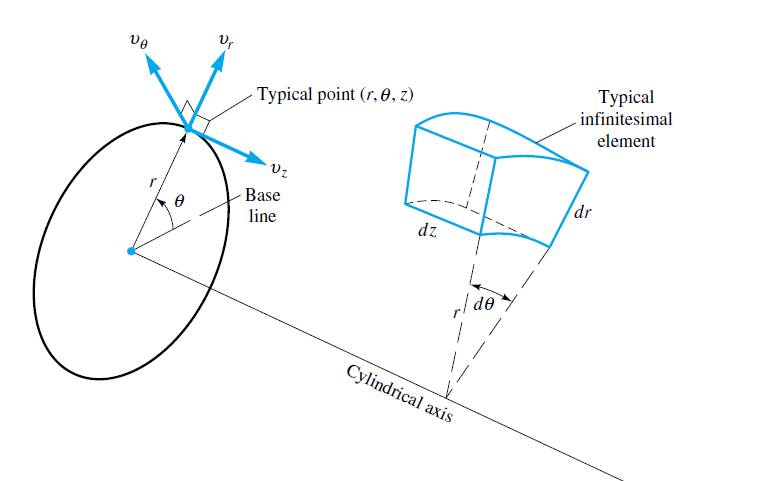 υθ
υr
Typical point (r, θ, z)
Typical
infinitesimal
element
υz
r
θ
Base
line
dr
dz
dθ
r
Cylindrical axis